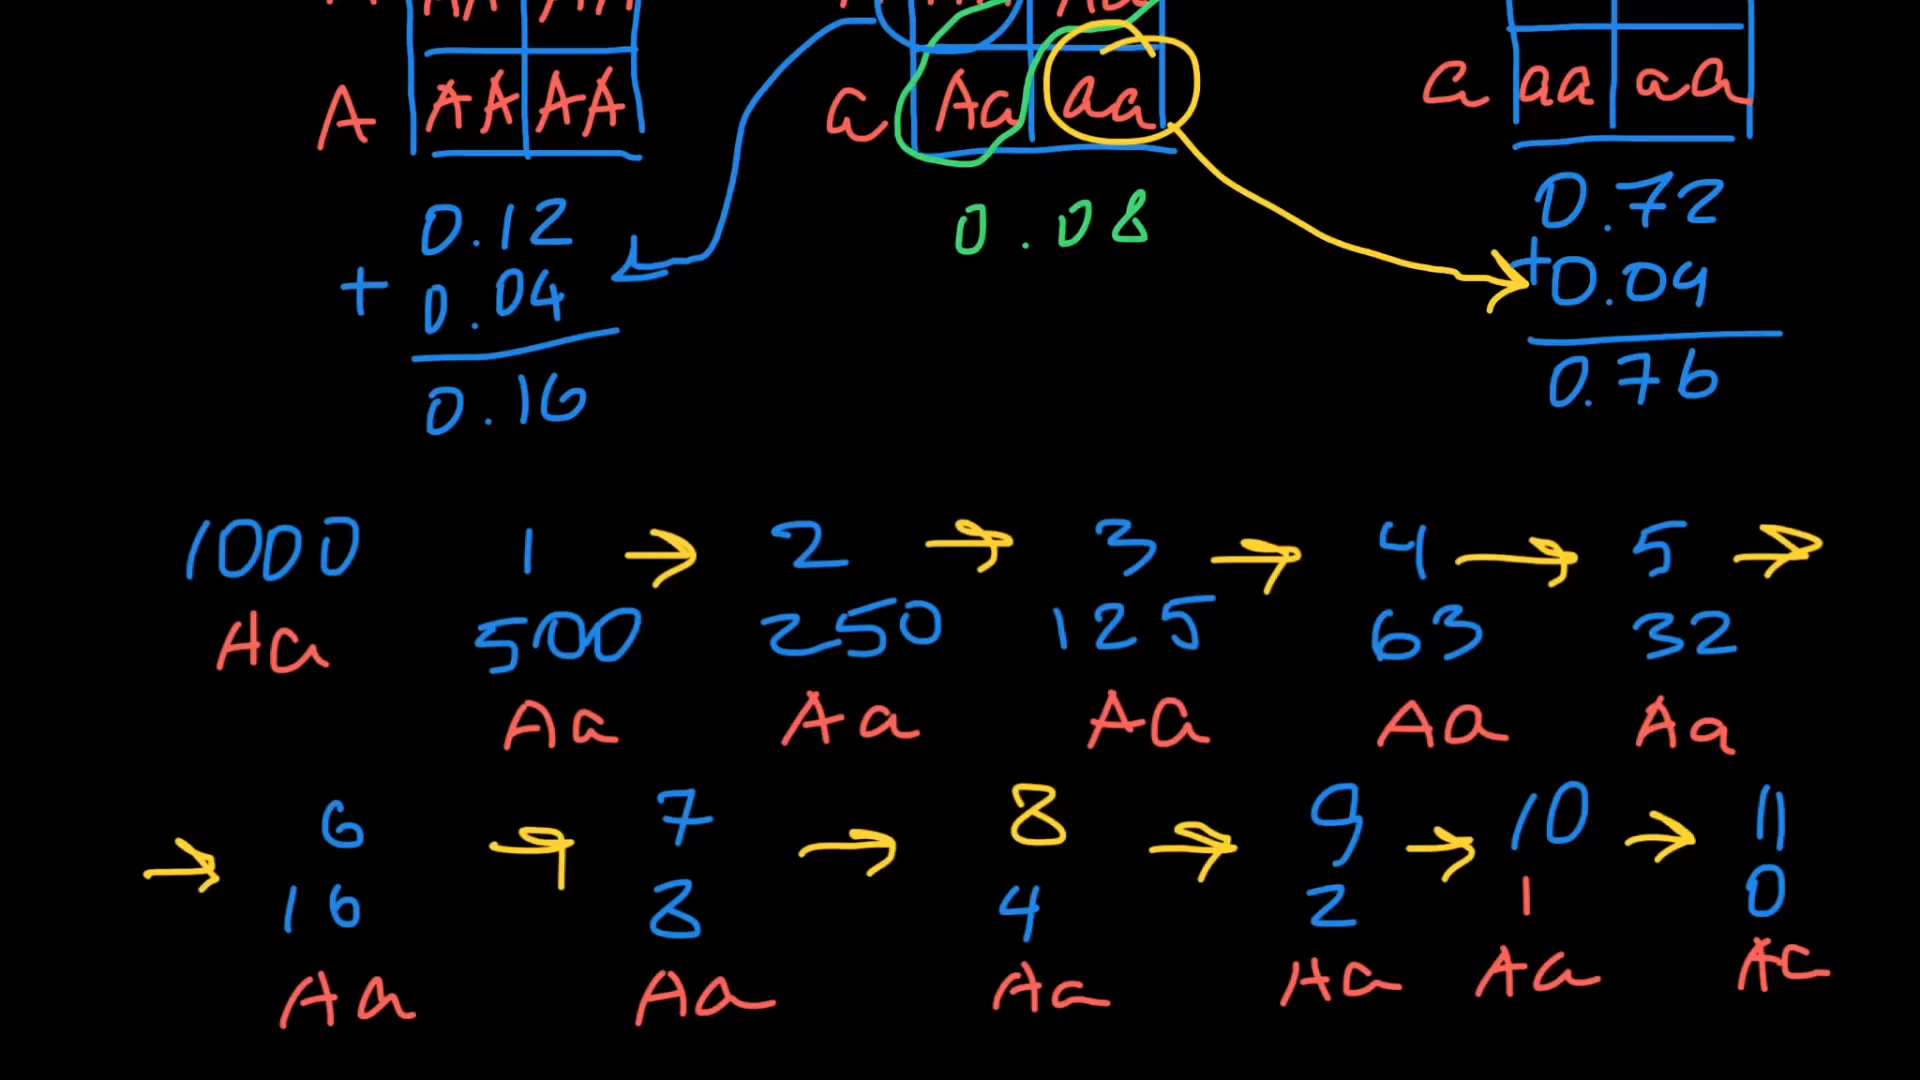 A AA AA a Aa aa a aa aa
0.12 0.08 0.72
+ 0.04 +0.04
0.16 0.76
1000 1 → 2 → 3 → 4 → 5 →
Aa 500 250 125 63 32
Aa Aa Aa Aa Aa
→ 6 → 7 → 8 → 9 → 10 → 11
16 8 4 2 1 0
Aa Aa Aa Aa Aa Aa